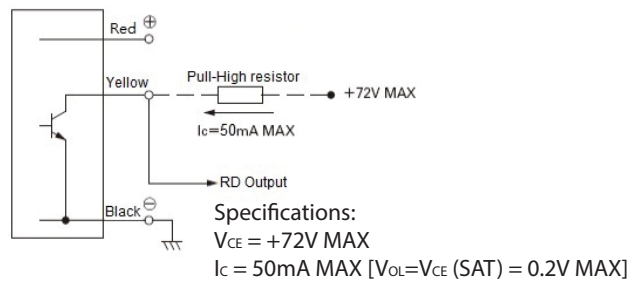 Red ⊕
Yellow
Pull-High resistor
+72V MAX
Ic=50mA MAX
RD Output
Black ⊖
Specifications:
VCE = +72V MAX
Ic = 50mA MAX [VOL=VCE (SAT) = 0.2V MAX]